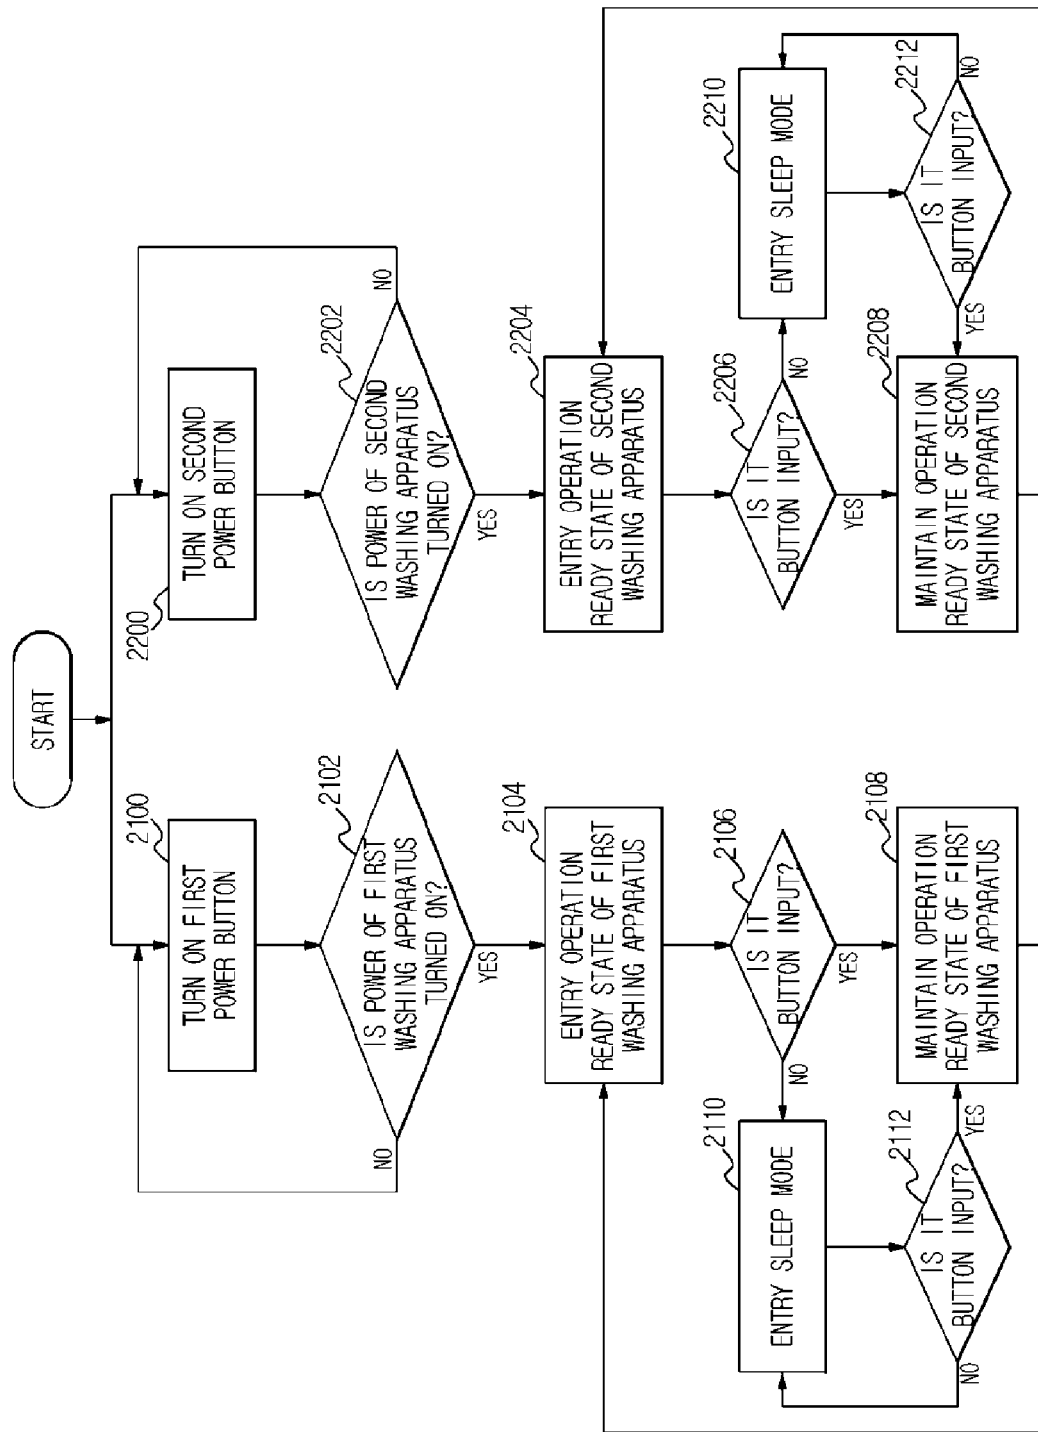 START
2100
TURN ON FIRST
POWER BUTTON
2102
IS POWER OF FIRST
WASHING APPARATUS
TURNED ON?
NO
YES
2104
ENTRY OPERATION
READY STATE OF FIRST
WASHING APPARATUS
2106
IS IT
BUTTON INPUT?
NO
YES
2110
ENTRY SLEEP MODE
2112
IS IT
BUTTON INPUT?
NO
YES
2108
MAINTAIN OPERATION
READY STATE OF FIRST
WASHING APPARATUS
2200
TURN ON SECOND
POWER BUTTON
2202
IS POWER OF SECOND
WASHING APPARATUS
TURNED ON?
NO
YES
2204
ENTRY OPERATION
READY STATE OF SECOND
WASHING APPARATUS
2206
IS IT
BUTTON INPUT?
NO
YES
2210
ENTRY SLEEP MODE
2212
IS IT
BUTTON INPUT?
NO
YES
2208
MAINTAIN OPERATION
READY STATE OF SECOND
WASHING APPARATUS